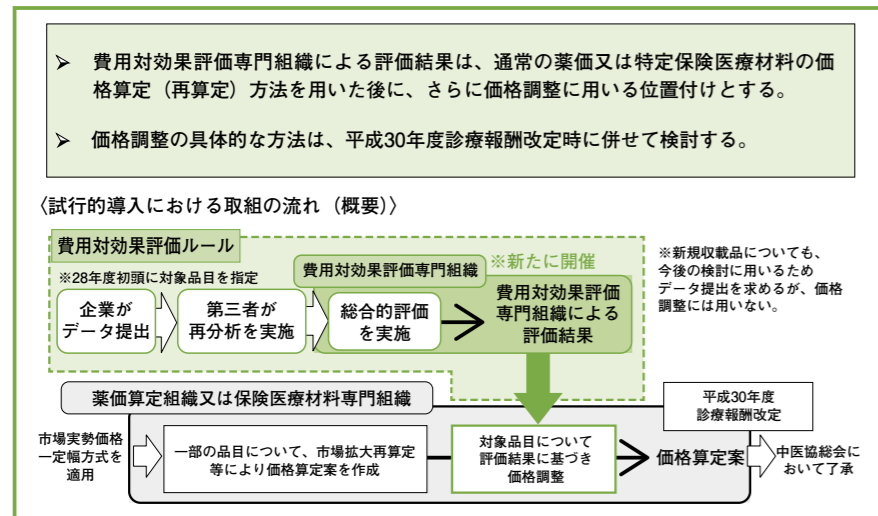 ➢ 費用対効果評価専門組織による評価結果は、通常の薬価又は特定保険医療材料の価
格算定（再算定）方法を用いた後に、さらに価格調整に用いる位置付けとする。
➢ 価格調整の具体的な方法は、平成30年度診療報酬改定時に併せて検討する。
〈試行的導入における取組の流れ（概要）〉
費用対効果評価ルール
※28年度初頭に対象品目を指定
費用対効果評価専門組織
※新たに開催
企業が
データ提出
第三者が
再分析を実施
総合的評価
を実施
費用対効果評価
専門組織による
評価結果
※新規収載品についても、
今後の検討に用いるため
データ提出を求めるが、価格
調整には用いない。
薬価算定組織又は保険医療材料専門組織
平成30年度
診療報酬改定
市場実勢価格
一定幅方式を
適用
一部の品目について、市場拡大再算定
等により価格算定案を作成
対象品目について
評価結果に基づき
価格調整
価格算定案
中医協総会に
おいて了承